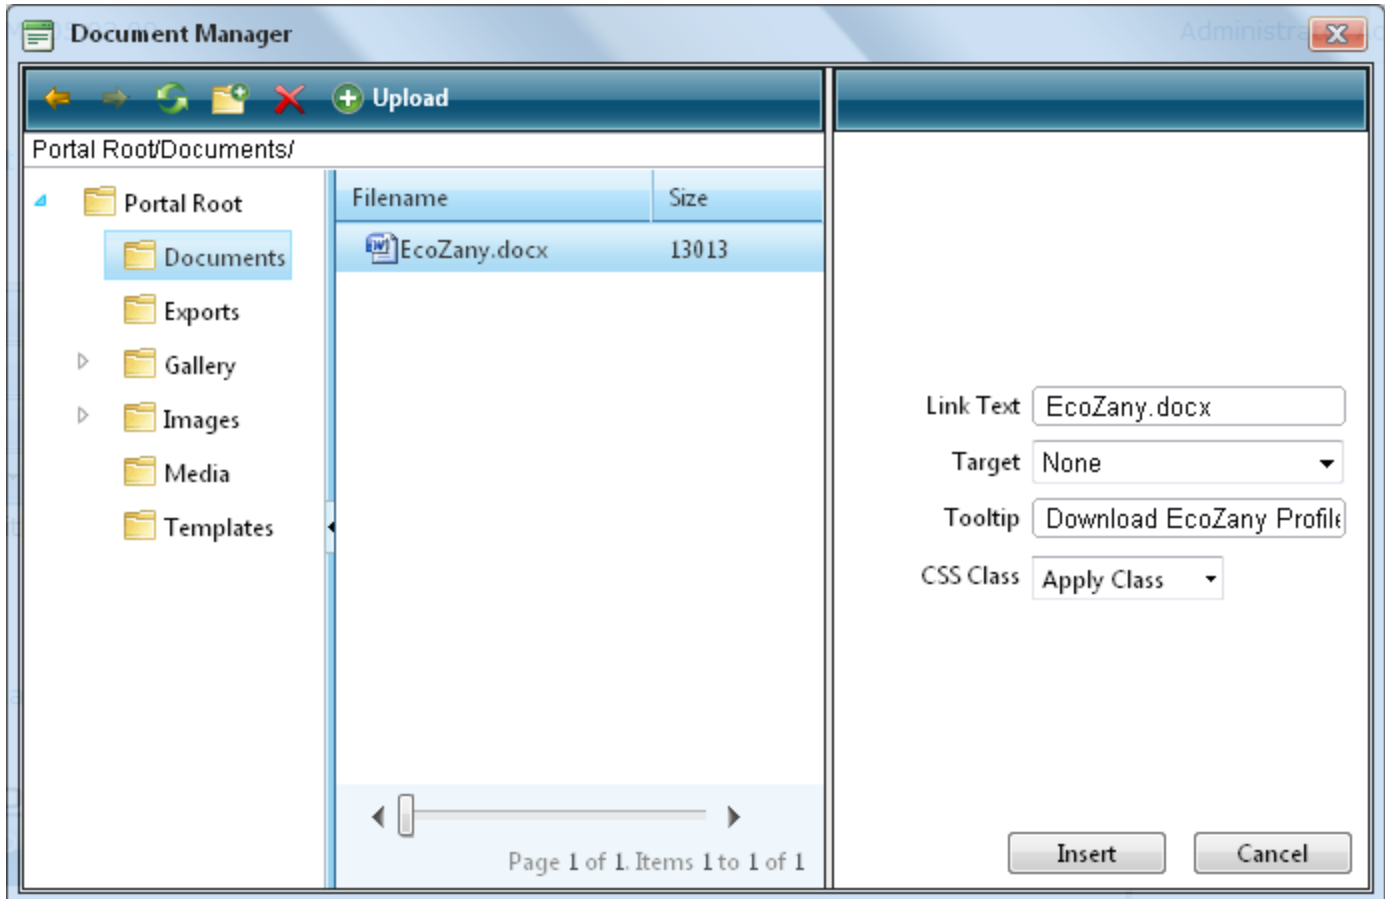 Document Manager
Administra
Upload
Portal Root/Documents/
Portal Root
Documents
Exports
Gallery
Images
Media
Templates
Filename Size
EcoZany.docx 13013
Page 1 of 1. Items 1 to 1 of 1
Link Text EcoZany.docx
Target None
Tooltip Download EcoZany Profile
CSS Class Apply Class
Insert Cancel